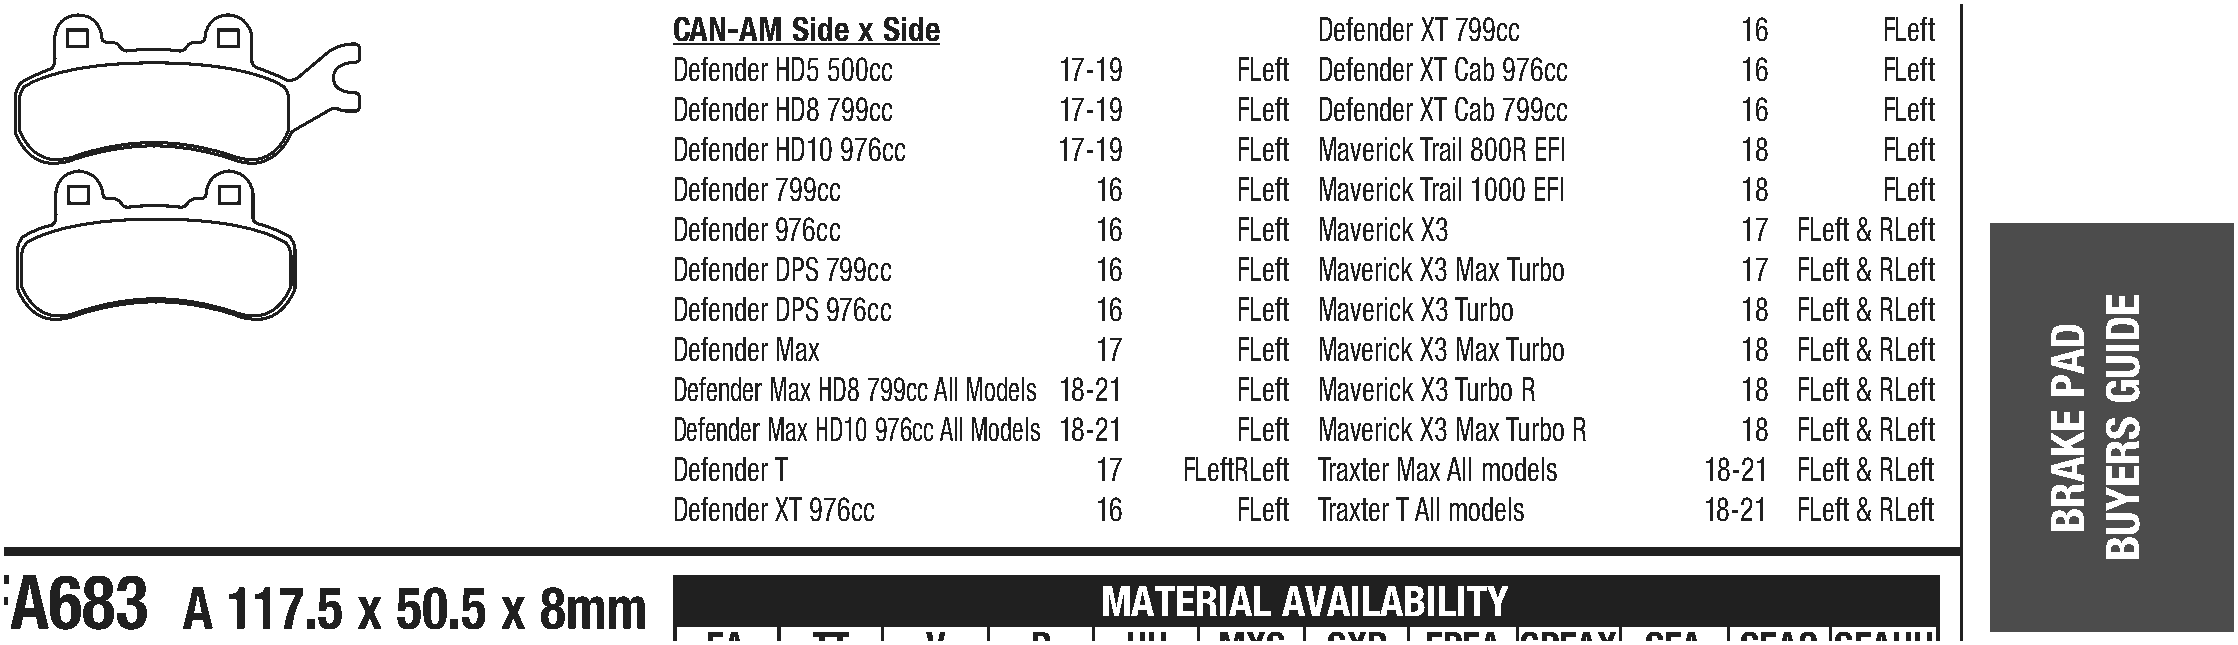 CAN-AM Side x Side
Defender HD5 500cc 17-19 FLeft
Defender HD8 799cc 17-19 FLeft
Defender HD10 976cc 17-19 FLeft
Defender 799cc 16 FLeft
Defender 976cc 16 FLeft
Defender DPS 799cc 16 FLeft
Defender DPS 976cc 16 FLeft
Defender Max 17 FLeft
Defender Max HD8 799cc All Models 18-21 FLeft
Defender Max HD10 976cc All Models 18-21 FLeft
Defender T 17 FLeftRLeft
Defender XT 976cc 16 FLeft
Defender XT 799cc 16 FLeft
Defender XT Cab 976cc 16 FLeft
Defender XT Cab 799cc 16 FLeft
Maverick Trail 800R EFI 18 FLeft
Maverick Trail 1000 EFI 18 FLeft
Maverick X3 17 FLeft & RLeft
Maverick X3 Max Turbo 17 FLeft & RLeft
Maverick X3 Turbo 18 FLeft & RLeft
Maverick X3 Max Turbo 18 FLeft & RLeft
Maverick X3 Turbo R 18 FLeft & RLeft
Maverick X3 Max Turbo R 18 FLeft & RLeft
Traxter Max All models 18-21 FLeft & RLeft
Traxter T All models 18-21 FLeft & RLeft
BRAKE PAD
BUYERS GUIDE
FA683 A 117.5 x 50.5 x 8mm
MATERIAL AVAILABILITY